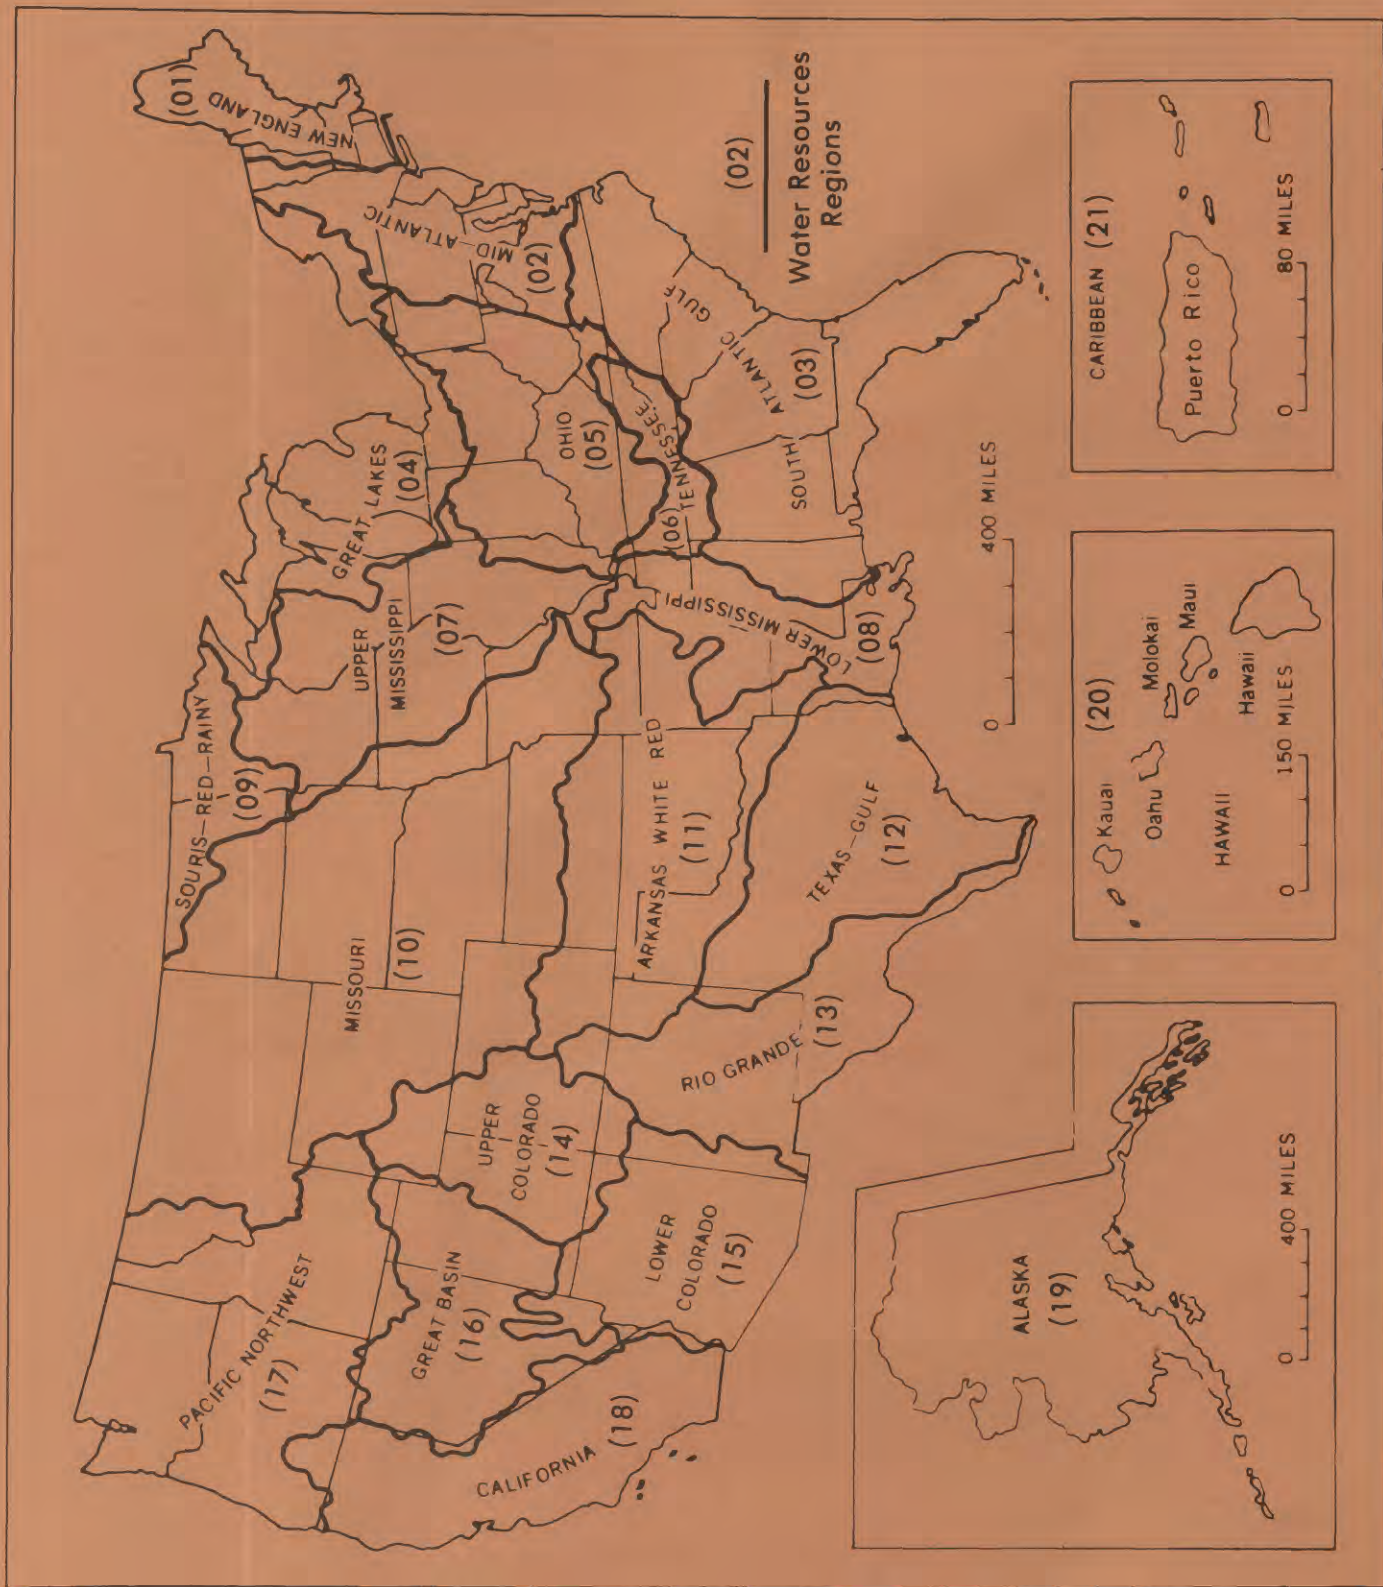 NEW ENGLAND
(01)
MID-ATLANTIC
(02)
SOUTH ATLANTIC GULF
(03)
GREAT LAKES
(04)
OHIO
(05)
TENNESSEE
(06)
UPPER
MISSISSIPPI
(07)
LOWER MISSISSIPPI
(08)
SOURIS-RED-RAINY
(09)
MISSOURI
(10)
ARKANSAS WHITE RED
(11)
TEXAS-GULF
(12)
RIO GRANDE
(13)
UPPER
COLORADO
(14)
LOWER
COLORADO
(15)
GREAT BASIN
(16)
PACIFIC NORTHWEST
(17)
CALIFORNIA
(18)
(02)
Water Resources
Regions
0 400 MILES
ALASKA
(19)
0 400 MILES
(20)
Kauai
Oahu
Molokai
Maui
HAWAII
Hawaii
0 150 MILES
CARIBBEAN (21)
Puerto Rico
0 80 MILES